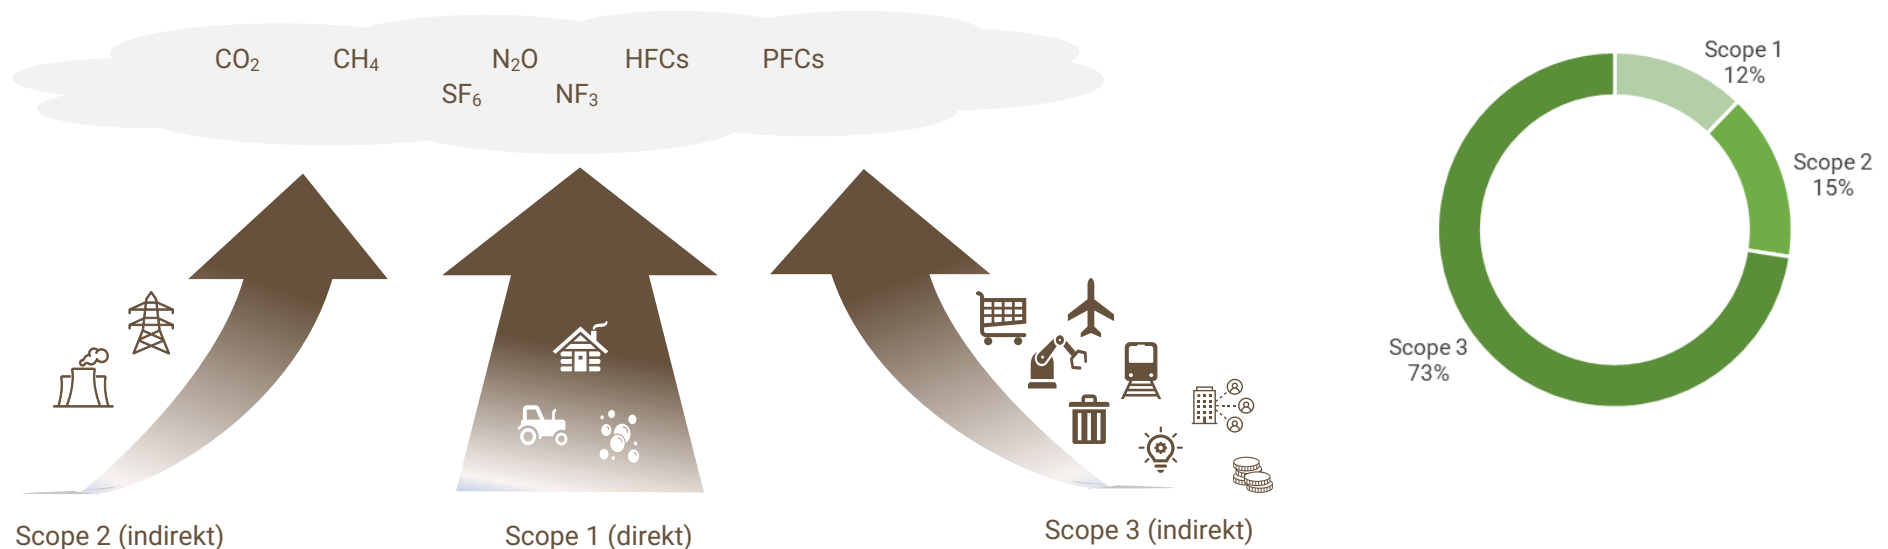 CO₂ CH₄ N₂O HFCs PFCs
SF₆ NF₃
Scope 2 (indirekt)
Scope 1 (direkt)
Scope 3 (indirekt)
Scope 1
12%
Scope 2
15%
Scope 3
73%